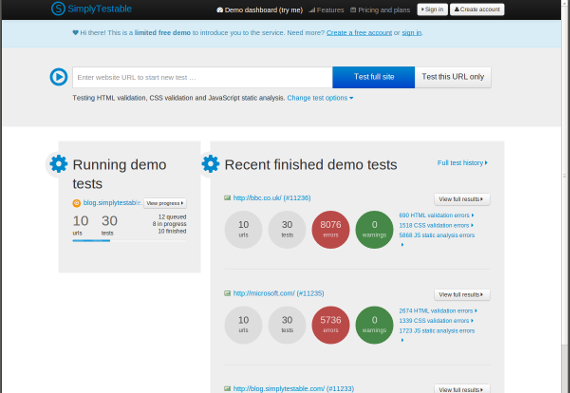 SimplyTestable
Demo dashboard (try me) Features Pricing and plans Sign in Create account
Hi there! This is a limited free demo to introduce you to the service. Need more? Create a free account or sign in.
Enter website URL to start new test ... Test full site Test this URL only
Testing HTML validation, CSS validation and JavaScript static analysis. Change test options
Running demo tests
blog.simplytestable View progress
10 urls
30 tests
12 queued
8 in progress
10 finished
Recent finished demo tests
Full test history
http://bbc.co.uk/ (#11236) View full results
10 urls
30 tests
8076 errors
0 warnings
690 HTML validation errors
1518 CSS validation errors
5868 JS static analysis errors
http://microsoft.com/ (#11235) View full results
10 urls
30 tests
5736 errors
0 warnings
2674 HTML validation errors
1339 CSS validation errors
1723 JS static analysis errors
http://blog.simplytestable.com/ (#11233) View full results